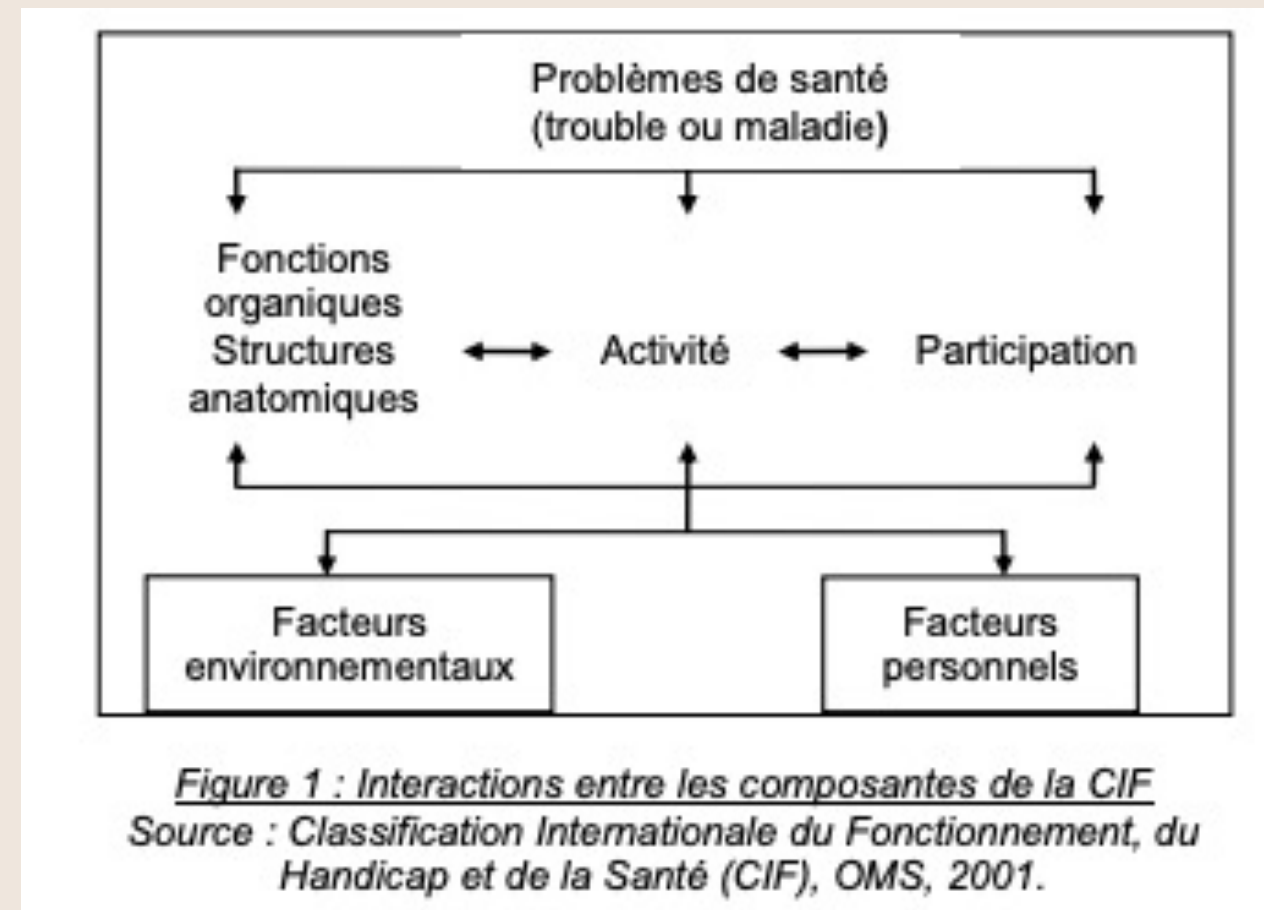 Problèmes de santé
(trouble ou maladie)
Fonctions
organiques
Structures
anatomiques
Activité
Participation
Facteurs
environnementaux
Facteurs
personnels
Figure 1 : Interactions entre les composantes de la CIF
Source : Classification Internationale du Fonctionnement, du
Handicap et de la Santé (CIF), OMS, 2001.